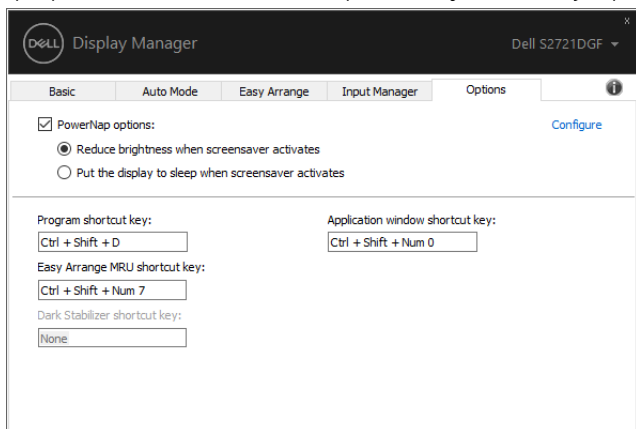 DELL Display Manager
x
Dell S2721DGF
Basic Auto Mode Easy Arrange Input Manager Options
PowerNap options: Configure
Reduce brightness when screensaver activates
Put the display to sleep when screensaver activates
Program shortcut key: Application window shortcut key:
Ctrl + Shift + D Ctrl + Shift + Num 0
Easy Arrange MRU shortcut key:
Ctrl + Shift + Num 7
Dark Stabilizer shortcut key:
None